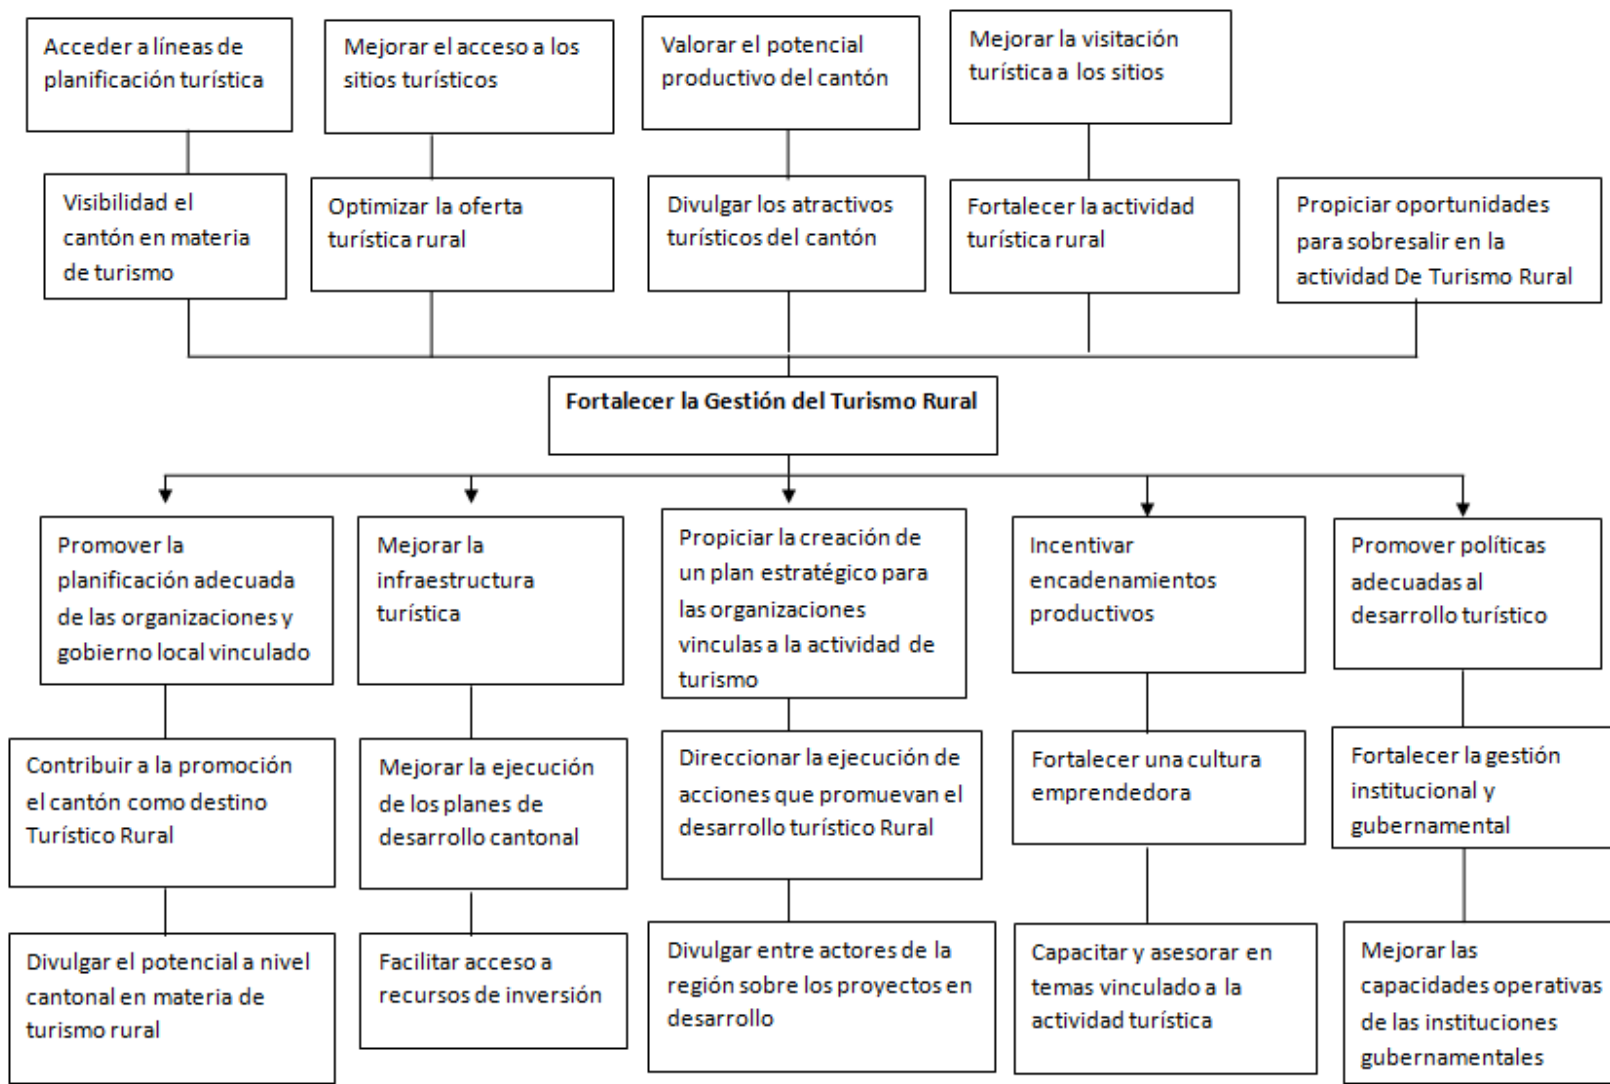 Acceder a líneas de
planificación turística
Mejorar el acceso a los
sitios turísticos
Valorar el potencial
productivo del cantón
Mejorar la visitación
turística a los sitios
Visibilidad el
cantón en materia
de turismo
Optimizar la oferta
turística rural
Divulgar los atractivos
turísticos del cantón
Fortalecer la actividad
turística rural
Propiciar oportunidades
para sobresalir en la
actividad De Turismo Rural
Fortalecer la Gestión del Turismo Rural
Promover la
planificación adecuada
de las organizaciones y
gobierno local vinculado
Mejorar la
infraestructura
turística
Propiciar la creación de
un plan estratégico para
las organizaciones
vinculas a la actividad de
turismo
Incentivar
encadenamientos
productivos
Promover políticas
adecuadas al
desarrollo turístico
Contribuir a la promoción
el cantón como destino
Turístico Rural
Mejorar la ejecución
de los planes de
desarrollo cantonal
Direccionar la ejecución de
acciones que promuevan el
desarrollo turístico Rural
Fortalecer una cultura
emprendedora
Fortalecer la gestión
institucional y
gubernamental
Divulgar el potencial a nivel
cantonal en materia de
turismo rural
Facilitar acceso a
recursos de inversión
Divulgar entre actores de la
región sobre los proyectos en
desarrollo
Capacitar y asesorar en
temas vinculado a la
actividad turística
Mejorar las
capacidades operativas
de las instituciones
gubernamentales